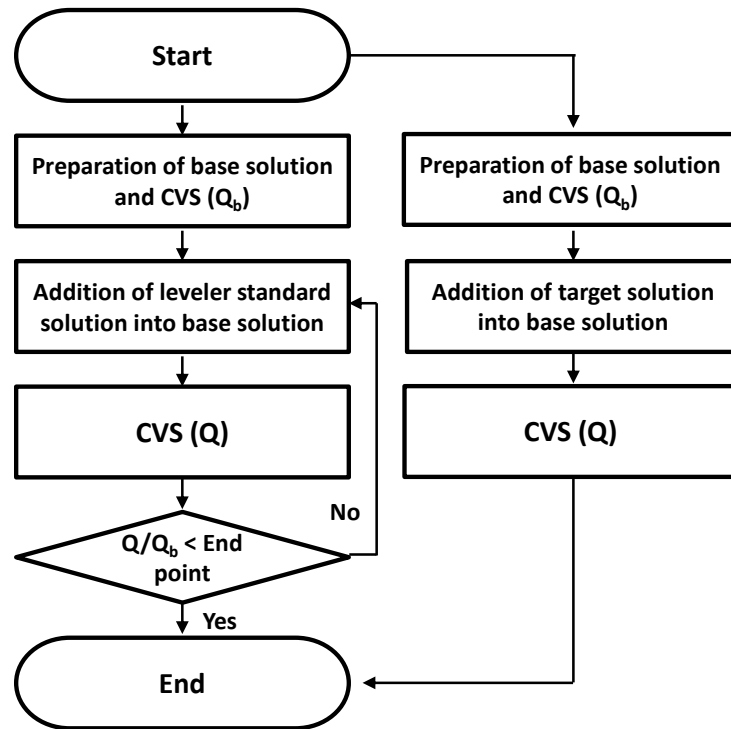 Start
Preparation of base solution
and CVS (Qb)
Addition of leveler standard
solution into base solution
CVS (Q)
No
Q/Qb < End
point
Yes
End
Preparation of base solution
and CVS (Qb)
Addition of target solution
into base solution
CVS (Q)